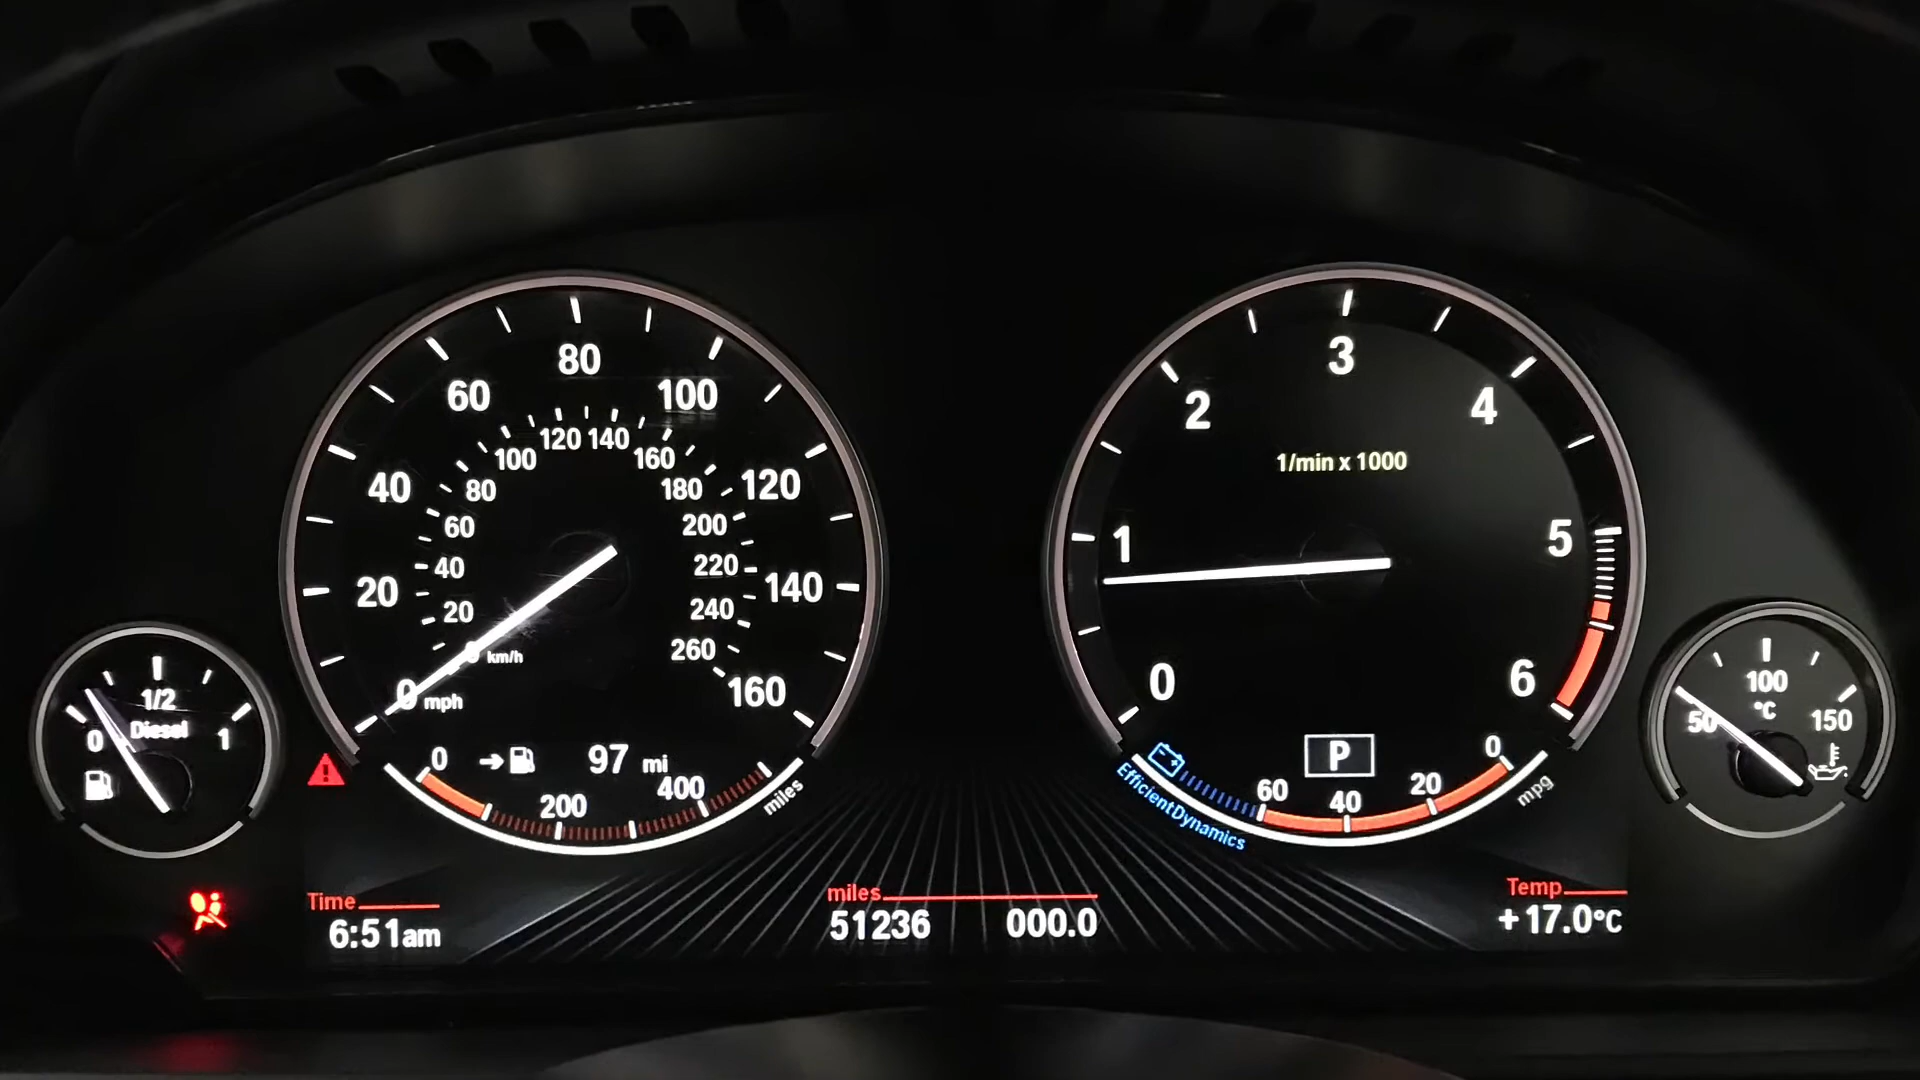 20
40
60
80
100
120
140
160
0 mph
20
40
60
80
100
120
140
160
180
200
220
240
260
km/h
0
1/2
1
Diesel
0
200
400
miles
97 mi
0
1
2
3
4
5
6
1/min x 1000
P
60
40
20
0
mpg
EfficientDynamics
50
100
150
°C
Time
6:51am
miles
51236 000.0
Temp
+17.0°C